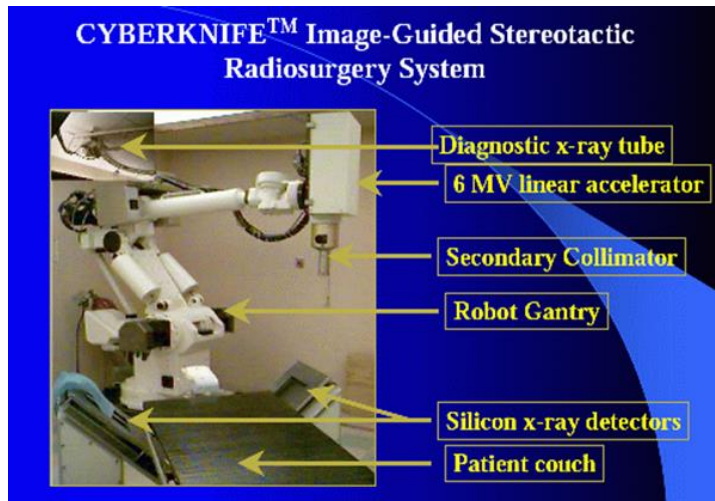 CYBERKNIFE™ Image-Guided Stereotactic
Radiosurgery System
Diagnostic x-ray tube
6 MV linear accelerator
Secondary Collimator
Robot Gantry
Silicon x-ray detectors
Patient couch